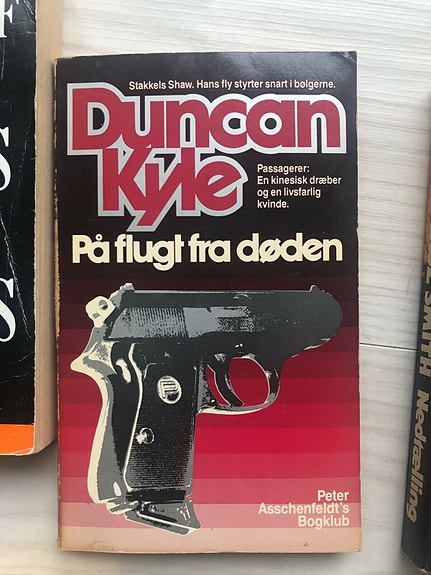 F
S
S
Stakkels Shaw. Hans fly styrter snart i bølgerne.
Duncan
Kyle
Passagerer:
En kinesisk dræber
og en livsfarlig
kvinde.
På flugt fra døden
Peter
Asschenfeldt's
Bogklub
SMITH Nedtælling